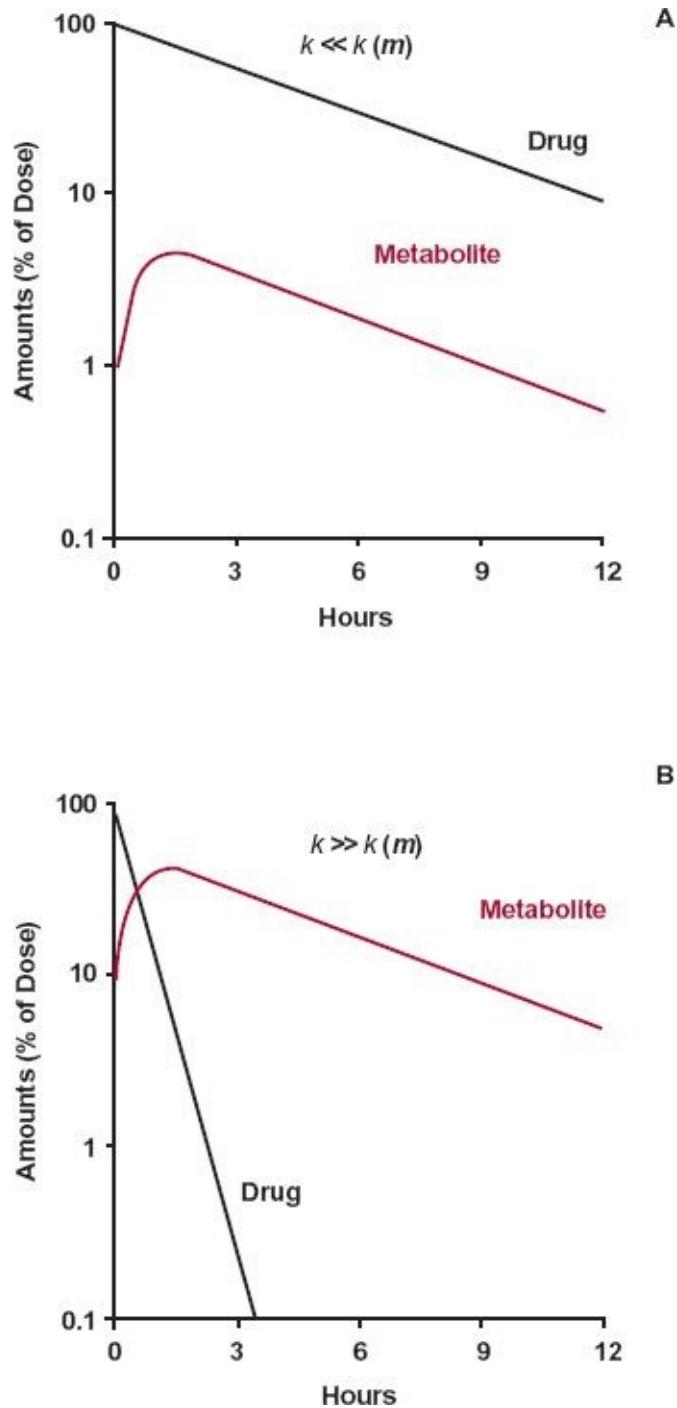 A
k ≪ k (m)
Drug
Metabolite
Amounts (% of Dose)
100
10
1
0.1
0 3 6 9 12
Hours
B
k ≫ k (m)
Metabolite
Drug
Amounts (% of Dose)
100
10
1
0.1
0 3 6 9 12
Hours